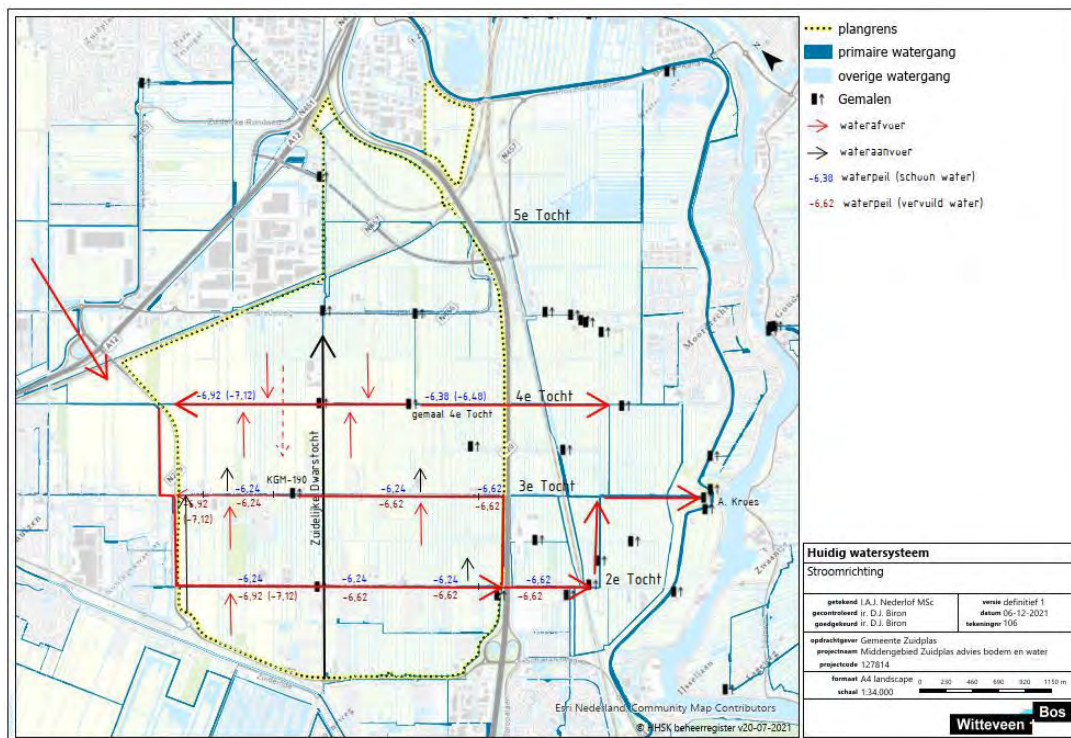 plangrens
primaire watergang
overige watergang
Gemalen
waterafvoer
wateraanvoer
-6,38 waterpeil (schoon water)
-6,62 waterpeil (vervuild water)
N451
A12
Zuidelijke Rondweg
N457
5e Tocht
N457
A12
Moordrecht
-6,92 (-7,12)
-6,38 (-6,48)
4e Tocht
gemaal 4e Tocht
Zuidelijke Dwarstocht
KGM-190
-6,24
-6,24
-6,62
3e Tocht
-6,92
(-7,12)
-6,24
-6,62
-6,62
A. Kroes
-6,24
-6,24
-6,24
-6,62
2e Tocht
-6,92 (-7,12)
-6,62
-6,62
-6,62
Esri Nederland, Community Map Contributors
© HHSK beheerregister v20-07-2021
Huidig watersysteem
Stroomrichting
getekend I.A.J. Nederlof MSc
gecontroleerd ir. D.J. Biron
goedgekeurd ir. D.J. Biron
versie definitief 1
datum 06-12-2021
tekeningnr 106
opdrachtgever Gemeente Zuidplas
projectnaam Middengebied Zuidplas advies bodem en water
projectcode 127814
formaat A4 landscape
schaal 1:34.000
0 230 460 690 920 1150 m
Witteveen + Bos